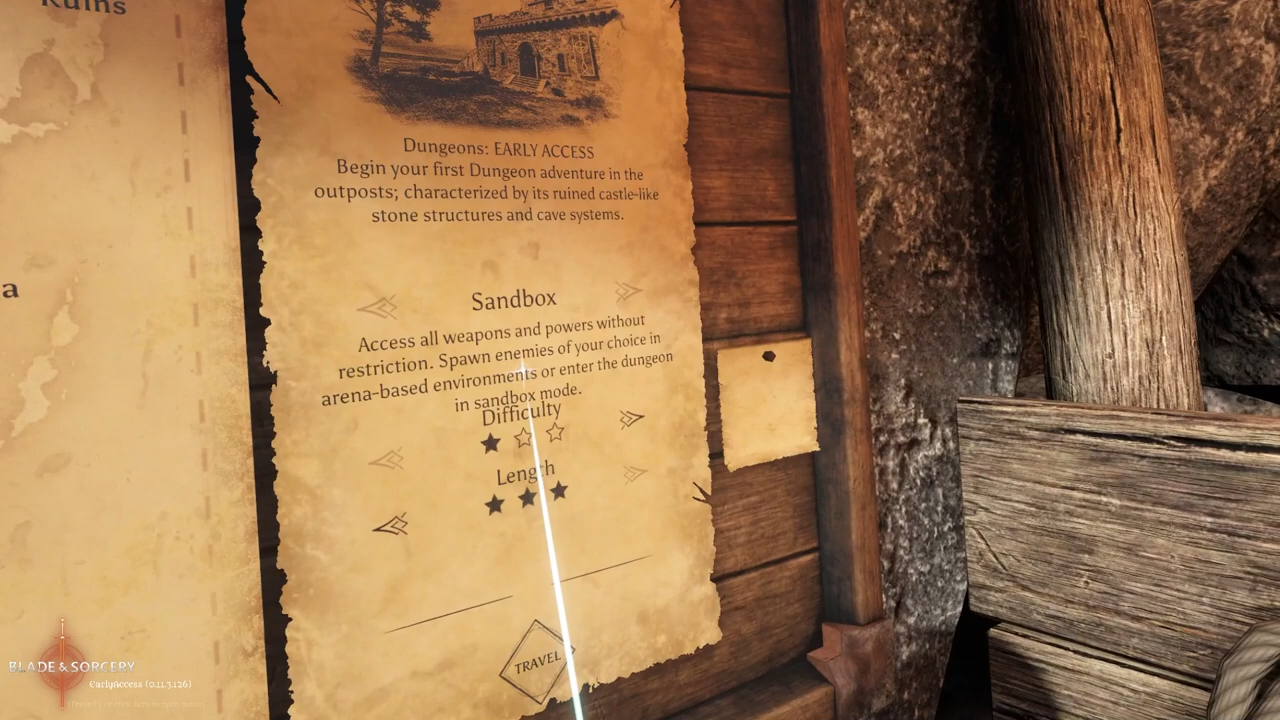 Ruins
a
Dungeons: EARLY ACCESS
Begin your first Dungeon adventure in the
outposts; characterized by its ruined castle-like
stone structures and cave systems.
Sandbox
Access all weapons and powers without
restriction. Spawn enemies of your choice in
arena-based environments or enter the dungeon
in sandbox mode.
Difficulty
Length
TRAVEL
BLADE & SORCERY
EarlyAccess (0.11.3.126)